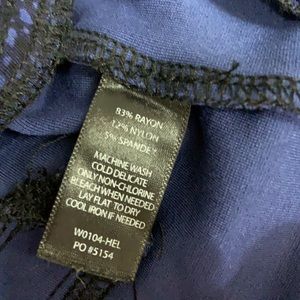 83% RAYON
12% NYLON
5% SPANDEX
MACHINE WASH
COLD DELICATE
ONLY NON-CHLORINE
BLEACH WHEN NEEDED
LAY FLAT TO DRY
COOL IRON IF NEEDED
W0104-HEL
PO #5154